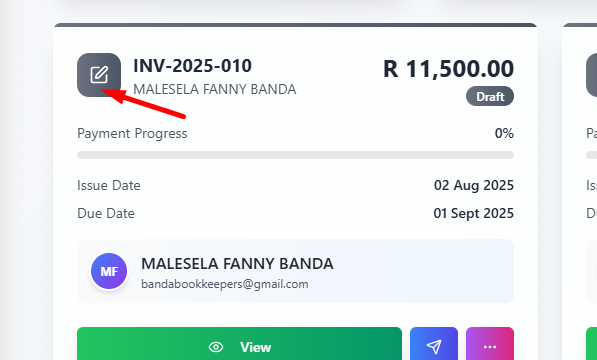 INV-2025-010
MALESELA FANNY BANDA
R 11,500.00
Draft
Payment Progress 0%
Issue Date 02 Aug 2025
Due Date 01 Sept 2025
MF
MALESELA FANNY BANDA
bandabookkeepers@gmail.com
View